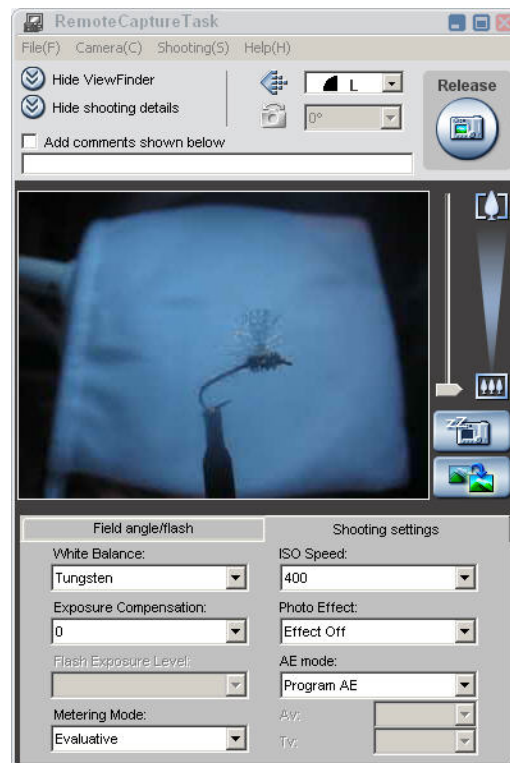 RemoteCaptureTask
File(F) Camera(C) Shooting(S) Help(H)
Hide ViewFinder
Hide shooting details
L
0°
Release
Add comments shown below
Field angle/flash
Shooting settings
White Balance:
Tungsten
ISO Speed:
400
Exposure Compensation:
0
Photo Effect:
Effect Off
Flash Exposure Level:
AE mode:
Program AE
Metering Mode:
Evaluative
Av:
Tv: